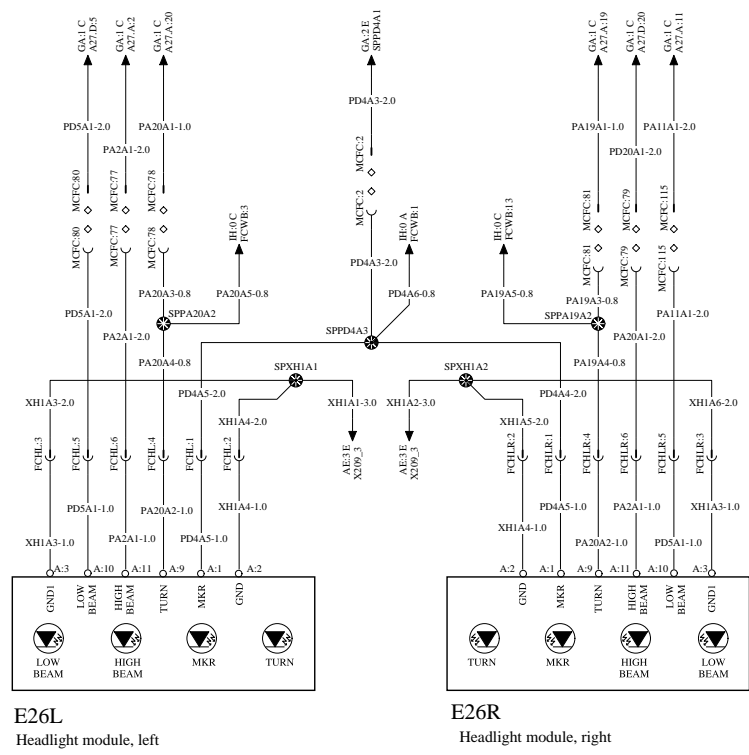 GA:1 C
A27.D:5
GA:1 C
A27.A:2
GA:1 C
A27.A:20
GA:2 E
SPPD4A1
GA:1 C
A27.A:19
GA:1 C
A27.D:20
GA:1 C
A27.A:11
PD4A3-2.0
PD5A1-2.0
PA20A1-1.0
PA19A1-1.0
PA11A1-2.0
PA2A1-2.0
PD20A1-2.0
MCFC:2
MCFC:80
MCFC:77
MCFC:78
MCFC:2
MCFC:81
MCFC:79
MCFC:115
IH:0 C
FCWB:3
IH:0 A
FCWB:1
IH:0 C
FCWB:13
MCFC:80
MCFC:77
MCFC:78
MCFC:81
MCFC:79
MCFC:115
PD4A3-2.0
PA20A3-0.8
PA20A5-0.8
PD4A6-0.8
PA19A5-0.8
PA19A3-0.8
PD5A1-2.0
SPPA20A2
SPPA19A2
PA11A1-2.0
SPPD4A3
PA2A1-2.0
PA20A1-2.0
PA20A4-0.8
PA19A4-0.8
SPXH1A1
SPXH1A2
PD4A5-2.0
PD4A4-2.0
XH1A3-2.0
XH1A1-3.0
XH1A2-3.0
XH1A6-2.0
XH1A4-2.0
XH1A5-2.0
FCHL:3
FCHL:5
FCHL:6
FCHL:4
FCHL:1
FCHL:2
AE:3 E
X209_3
AE:3 E
X209_3
FCHLR:2
FCHLR:1
FCHLR:4
FCHLR:6
FCHLR:5
FCHLR:3
PD5A1-1.0
PA20A2-1.0
XH1A4-1.0
PD4A5-1.0
PA2A1-1.0
XH1A3-1.0
XH1A4-1.0
XH1A3-1.0
PA2A1-1.0
PD4A5-1.0
PA20A2-1.0
PD5A1-1.0
A:3
A:10
A:11
A:9
A:1
A:2
A:2
A:1
A:9
A:11
A:10
A:3
GND1
LOW
BEAM
HIGH
BEAM
TURN
MKR
GND
GND
MKR
TURN
HIGH
BEAM
LOW
BEAM
GND1
LOW
BEAM
HIGH
BEAM
MKR
TURN
TURN
MKR
HIGH
BEAM
LOW
BEAM
E26L
Headlight module, left
E26R
Headlight module, right